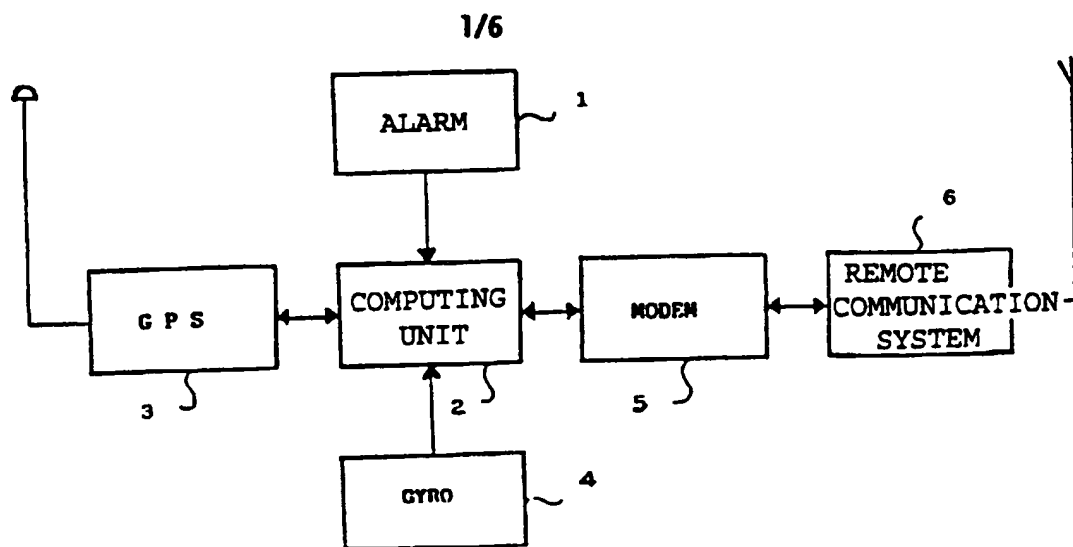 1/6
ALARM
1
6
GPS
COMPUTING
UNIT
MODEM
REMOTE
COMMUNICATION
SYSTEM
3
2
5
GYRO
4